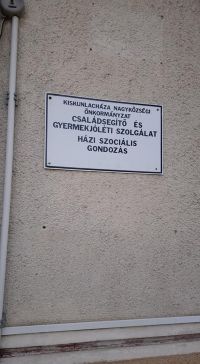 KISKUNLACHÁZA NAGYKÖZSÉGI
ÖNKORMÁNYZAT
CSALÁDSEGÍTŐ ÉS
GYERMEKJÓLÉTI SZOLGÁLAT
HÁZI SZOCIÁLIS
GONDOZÁS